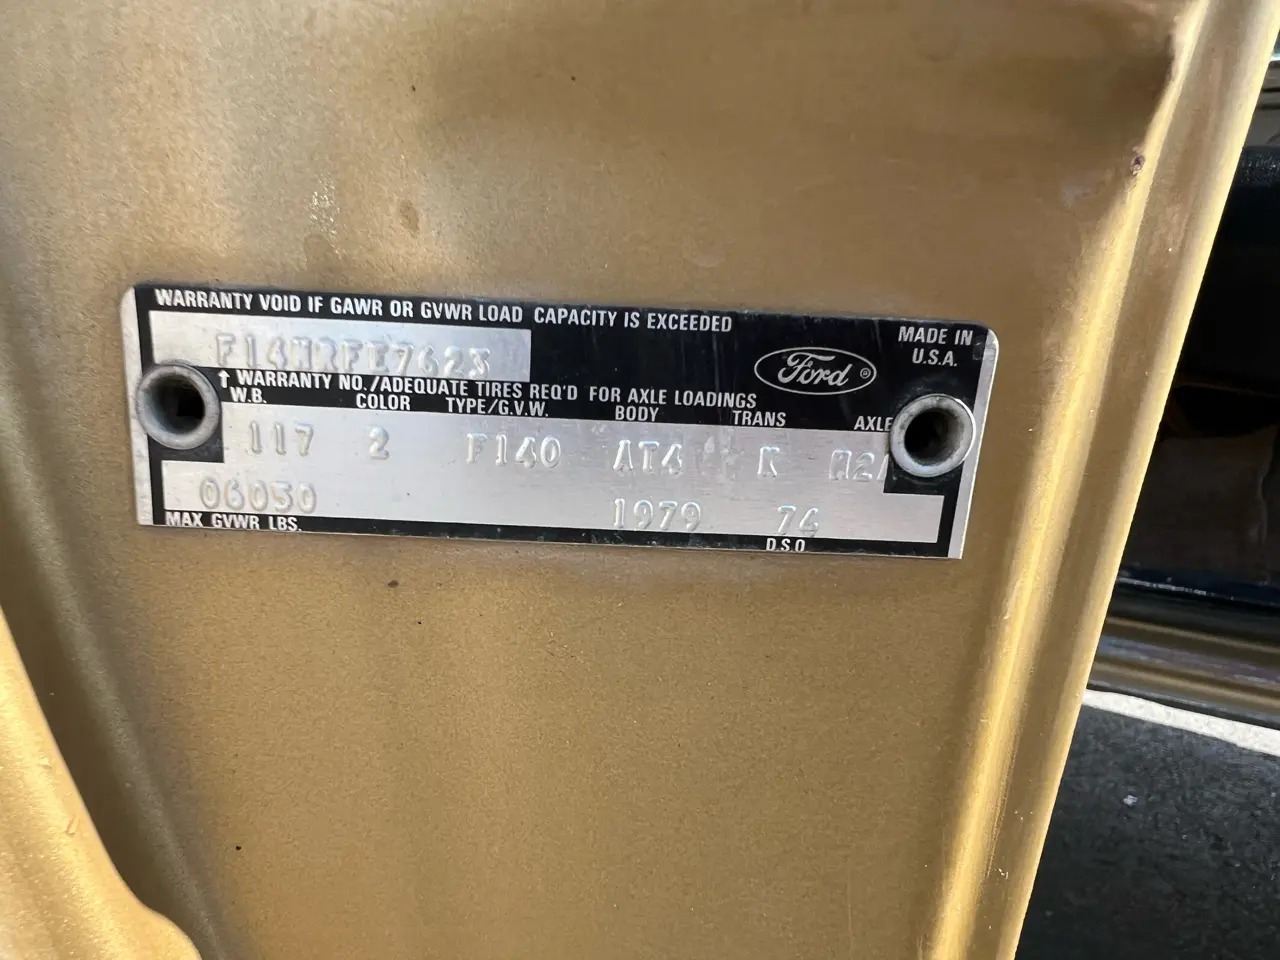 WARRANTY VOID IF GAWR OR GVWR LOAD CAPACITY IS EXCEEDED
MADE IN
U.S.A.
Ford ®
↑ WARRANTY NO./ADEQUATE TIRES REQ'D FOR AXLE LOADINGS
W.B. COLOR TYPE/G.V.W. BODY TRANS AXLE
117 2 F140 AT4 K
06050 1979 74
MAX GVWR LBS. D.S.O